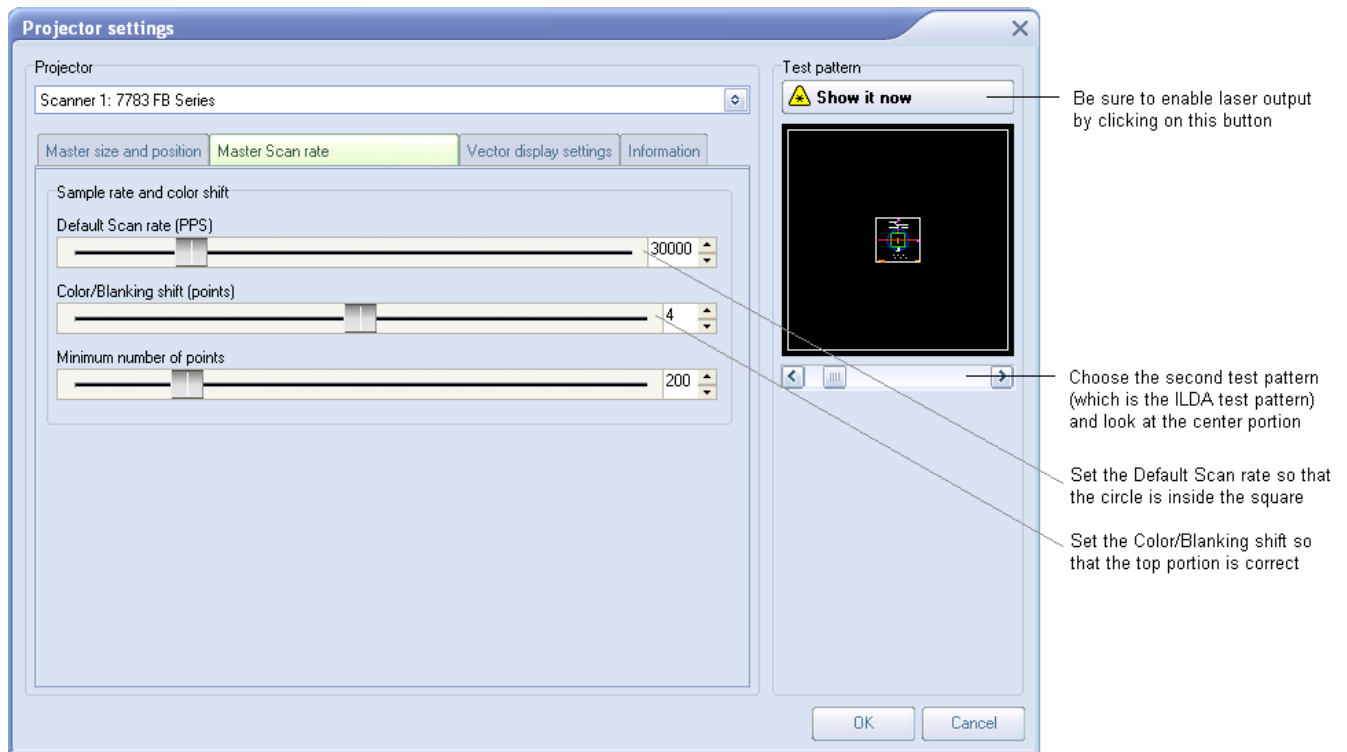 Projector settings
Projector
Scanner 1: 7783 FB Series
Master size and position
Master Scan rate
Vector display settings
Information
Sample rate and color shift
Default Scan rate (PPS)
30000
Color/Blanking shift (points)
4
Minimum number of points
200
Test pattern
Show it now
OK
Cancel
Be sure to enable laser output
by clicking on this button
Choose the second test pattern
(which is the ILDA test pattern)
and look at the center portion
Set the Default Scan rate so that
the circle is inside the square
Set the Color/Blanking shift so
that the top portion is correct